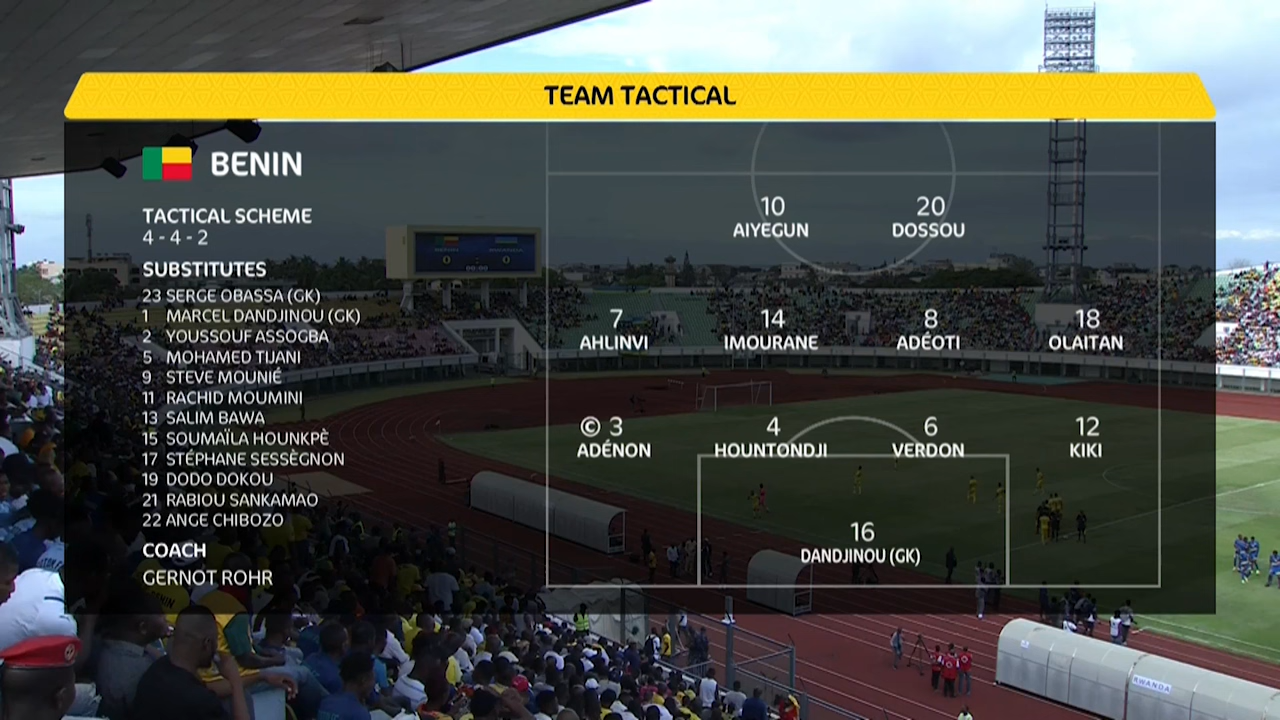 TEAM TACTICAL
BENIN
TACTICAL SCHEME
4 - 4 - 2
SUBSTITUTES
23 SERGE OBASSA (GK)
1 MARCEL DANDJINOU (GK)
2 YOUSSOUF ASSOGBA
5 MOHAMED TIJANI
9 STEVE MOUNIÉ
11 RACHID MOUMINI
13 SALIM BAWA
15 SOUMAÏLA HOUNKPÈ
17 STÉPHANE SESSÈGNON
19 DODO DOKOU
21 RABIOU SANKAMAO
22 ANGE CHIBOZO
COACH
GERNOT ROHR
10 20
AIYEGUN DOSSOU
7 14 8 18
AHLINVI IMOURANE ADÉOTI OLAITAN
© 3 4 6 12
ADÉNON HOUNTONDJI VERDON KIKI
16
DANDJINOU (GK)
RWANDA